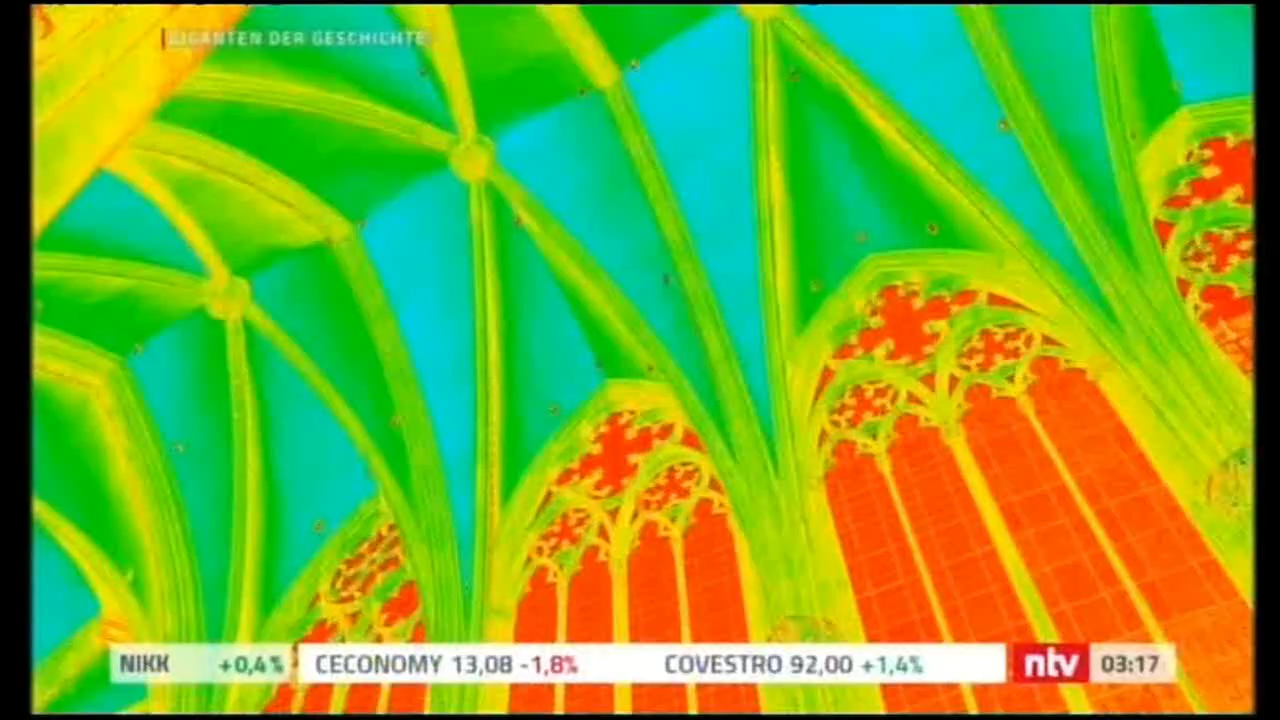 GIGANTEN DER GESCHICHTE
NIKK +0,4% CECONOMY 13,08 -1,8% COVESTRO 92,00 +1,4% ntv 03:17